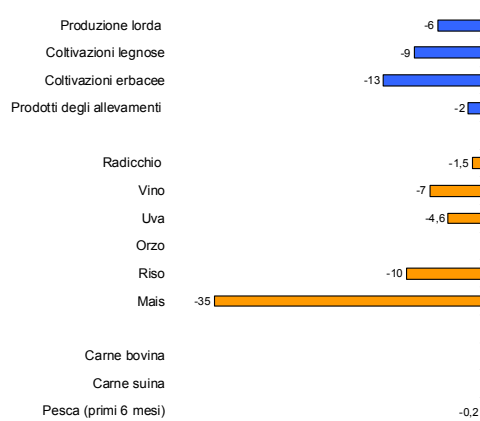 Produzione lorda -6
Coltivazioni legnose -9
Coltivazioni erbacee -13
Prodotti degli allevamenti -2
Radicchio -1,5
Vino -7
Uva -4,6
Orzo
Riso -10
Mais -35
Carne bovina
Carne suina
Pesca (primi 6 mesi) -0,2